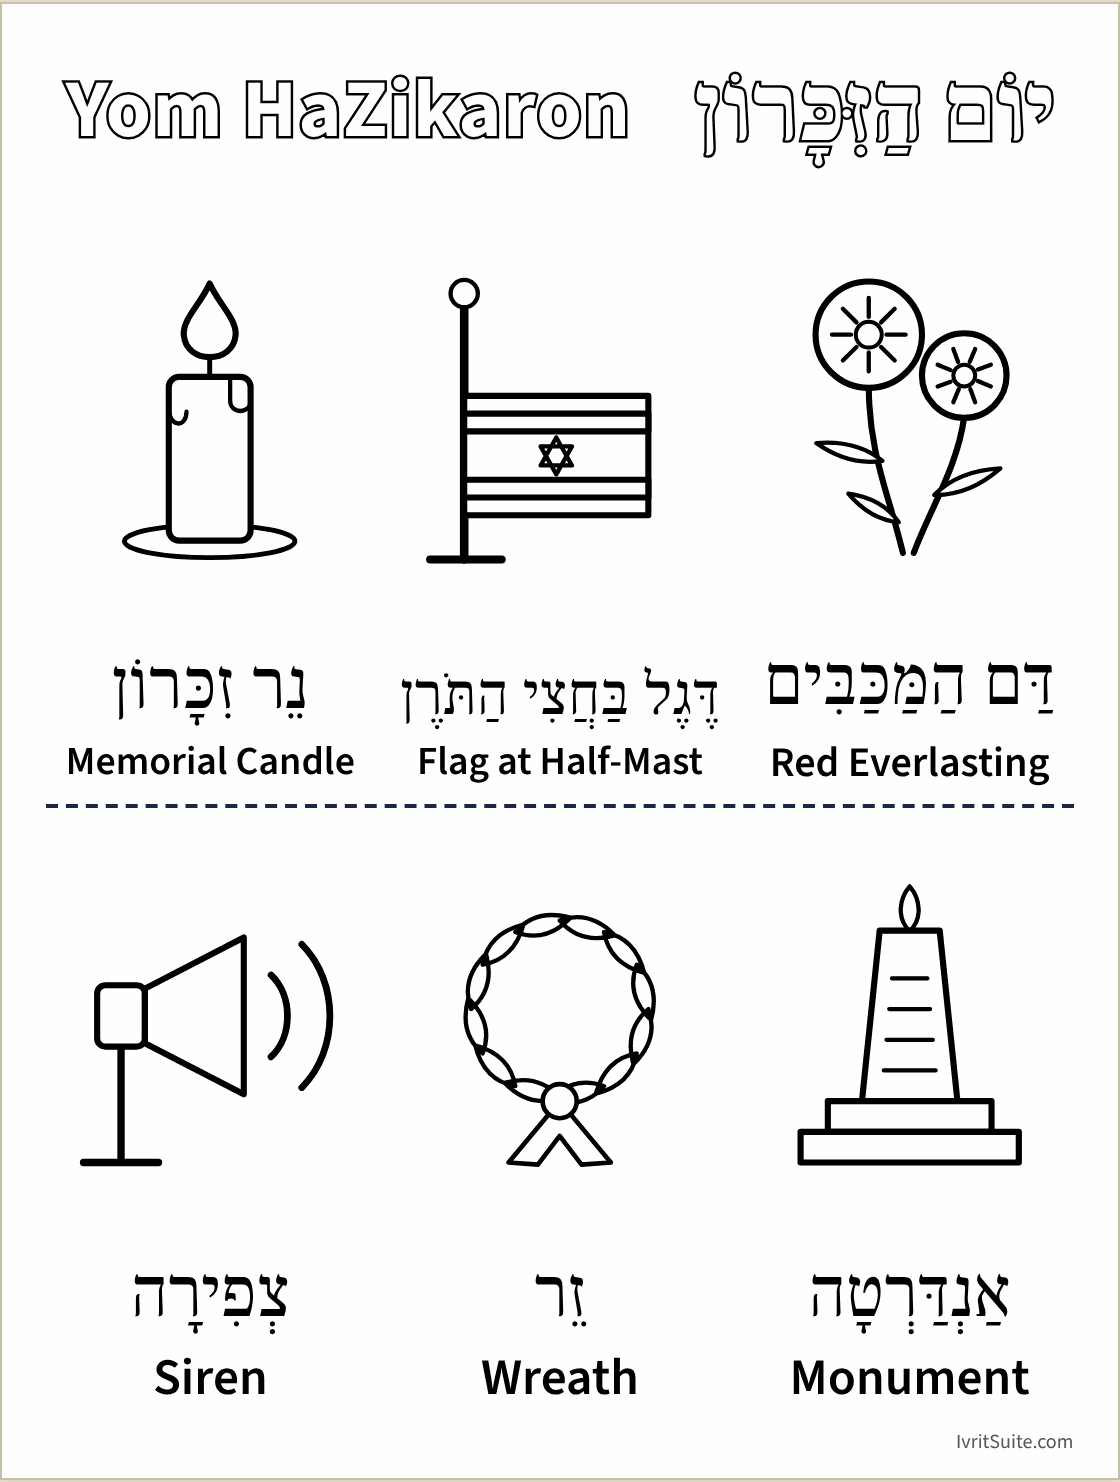 Yom HaZikaron יוֹם הַזִּכָּרוֹן
נֵר זִכָּרוֹן
Memorial Candle
דֶּגֶל בַּחֲצִי הַתֹּרֶן
Flag at Half-Mast
דַּם הַמַּכַּבִּים
Red Everlasting
צְפִירָה
Siren
זֵר
Wreath
אַנְדַּרְטָה
Monument
IvritSuite.com